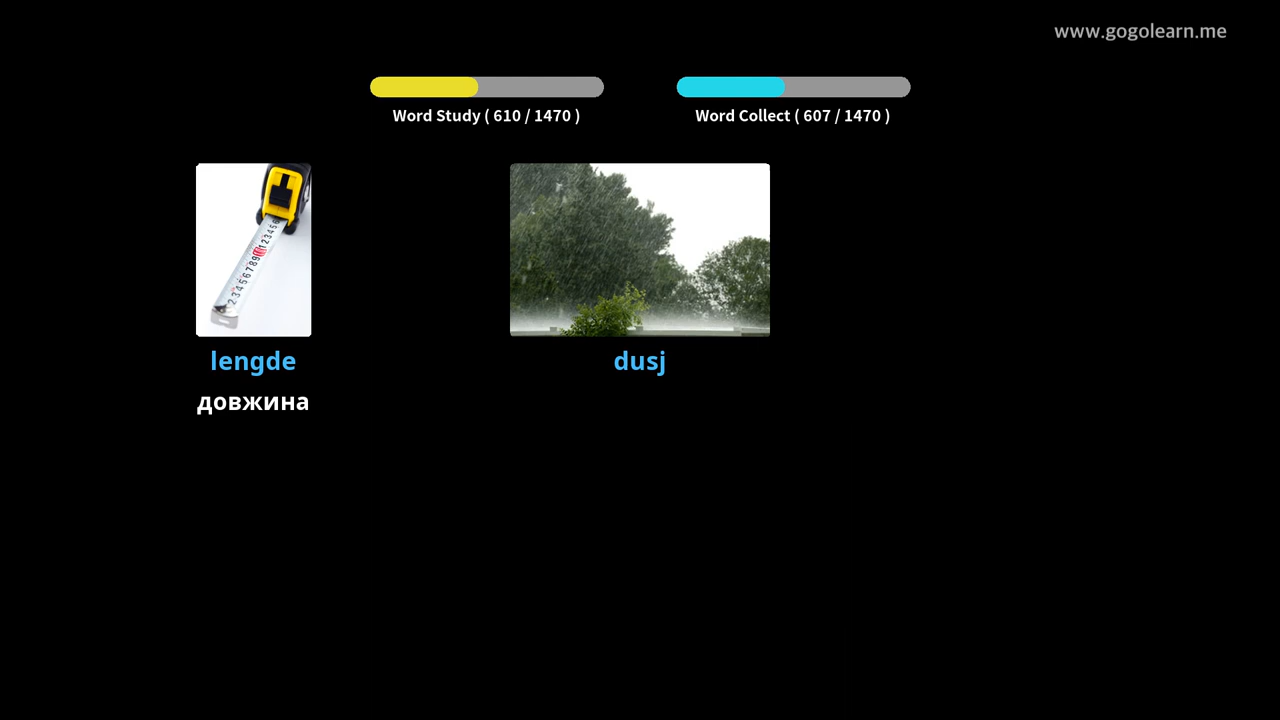 www.gogolearn.me
Word Study ( 610 / 1470 )
Word Collect ( 607 / 1470 )
lengde
dusj
довжина